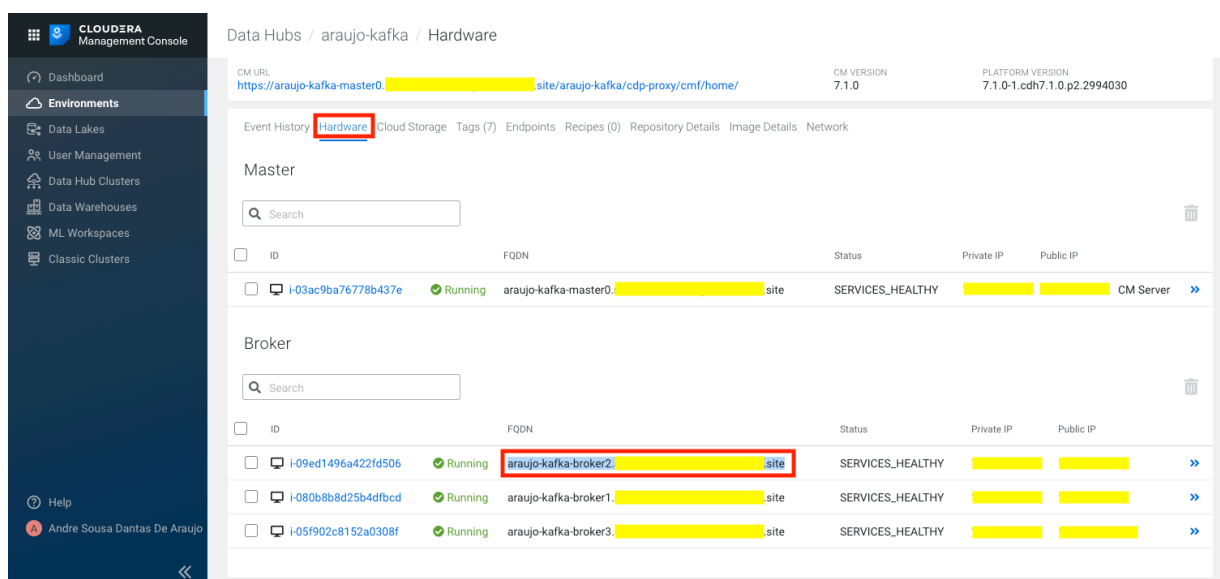 CLOUDERA
Management Console
Dashboard
Environments
Data Lakes
User Management
Data Hub Clusters
Data Warehouses
ML Workspaces
Classic Clusters
Help
A Andre Sousa Dantas De Araujo
Data Hubs / araujo-kafka / Hardware
CM URL CM VERSION PLATFORM VERSION
https://araujo-kafka-master0. .site/araujo-kafka/cdp-proxy/cmf/home/ 7.1.0 7.1.0-1.cdh7.1.0.p2.2994030
Event History Hardware Cloud Storage Tags (7) Endpoints Recipes (0) Repository Details Image Details Network
Master
Search
ID FQDN Status Private IP Public IP
i-03ac9ba76778b437e Running araujo-kafka-master0. .site SERVICES_HEALTHY CM Server »
Broker
Search
ID FQDN Status Private IP Public IP
i-09ed1496a422fd506 Running araujo-kafka-broker2. .site SERVICES_HEALTHY »
i-080b8b8d25b4dfbcd Running araujo-kafka-broker1. .site SERVICES_HEALTHY »
i-05f902c8152a0308f Running araujo-kafka-broker3. .site SERVICES_HEALTHY »